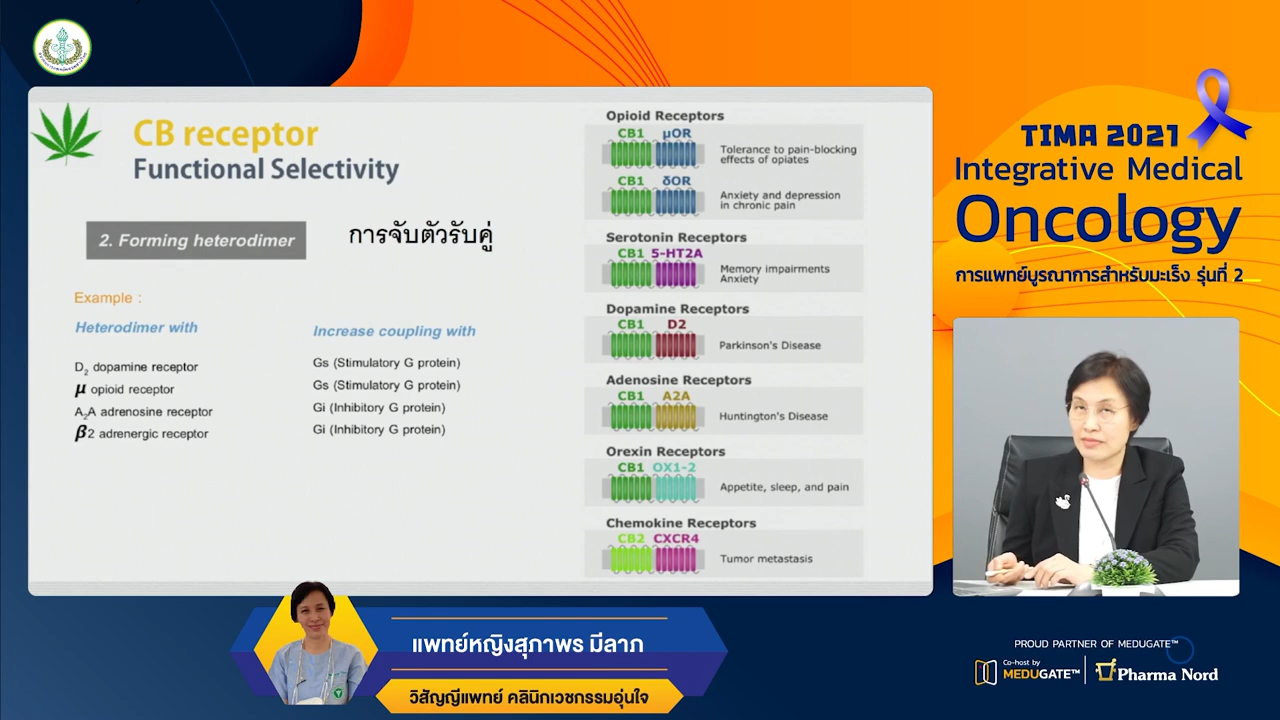 CB receptor
Functional Selectivity
2. Forming heterodimer
การจับตัวรับคู่
Example :
Heterodimer with
Increase coupling with
D2 dopamine receptor
Gs (Stimulatory G protein)
μ opioid receptor
Gs (Stimulatory G protein)
A2A adrenosine receptor
Gi (Inhibitory G protein)
β2 adrenergic receptor
Gi (Inhibitory G protein)
Opioid Receptors
CB1 μOR
Tolerance to pain-blocking
effects of opiates
CB1 δOR
Anxiety and depression
in chronic pain
Serotonin Receptors
CB1 5-HT2A
Memory impairments
Anxiety
Dopamine Receptors
CB1 D2
Parkinson's Disease
Adenosine Receptors
CB1 A2A
Huntington's Disease
Orexin Receptors
CB1 OX1-2
Appetite, sleep, and pain
Chemokine Receptors
CB2 CXCR4
Tumor metastasis
TIMA 2021
Integrative Medical
Oncology
การแพทย์บูรณาการสำหรับมะเร็ง รุ่นที่ 2
แพทย์หญิงสุภาพร มีลาภ
วิสัญญีแพทย์ คลินิกเวชกรรมอุ่นใจ
PROUD PARTNER OF MEDUGATE™
Co-host by
MEDUGATE™
Pharma Nord